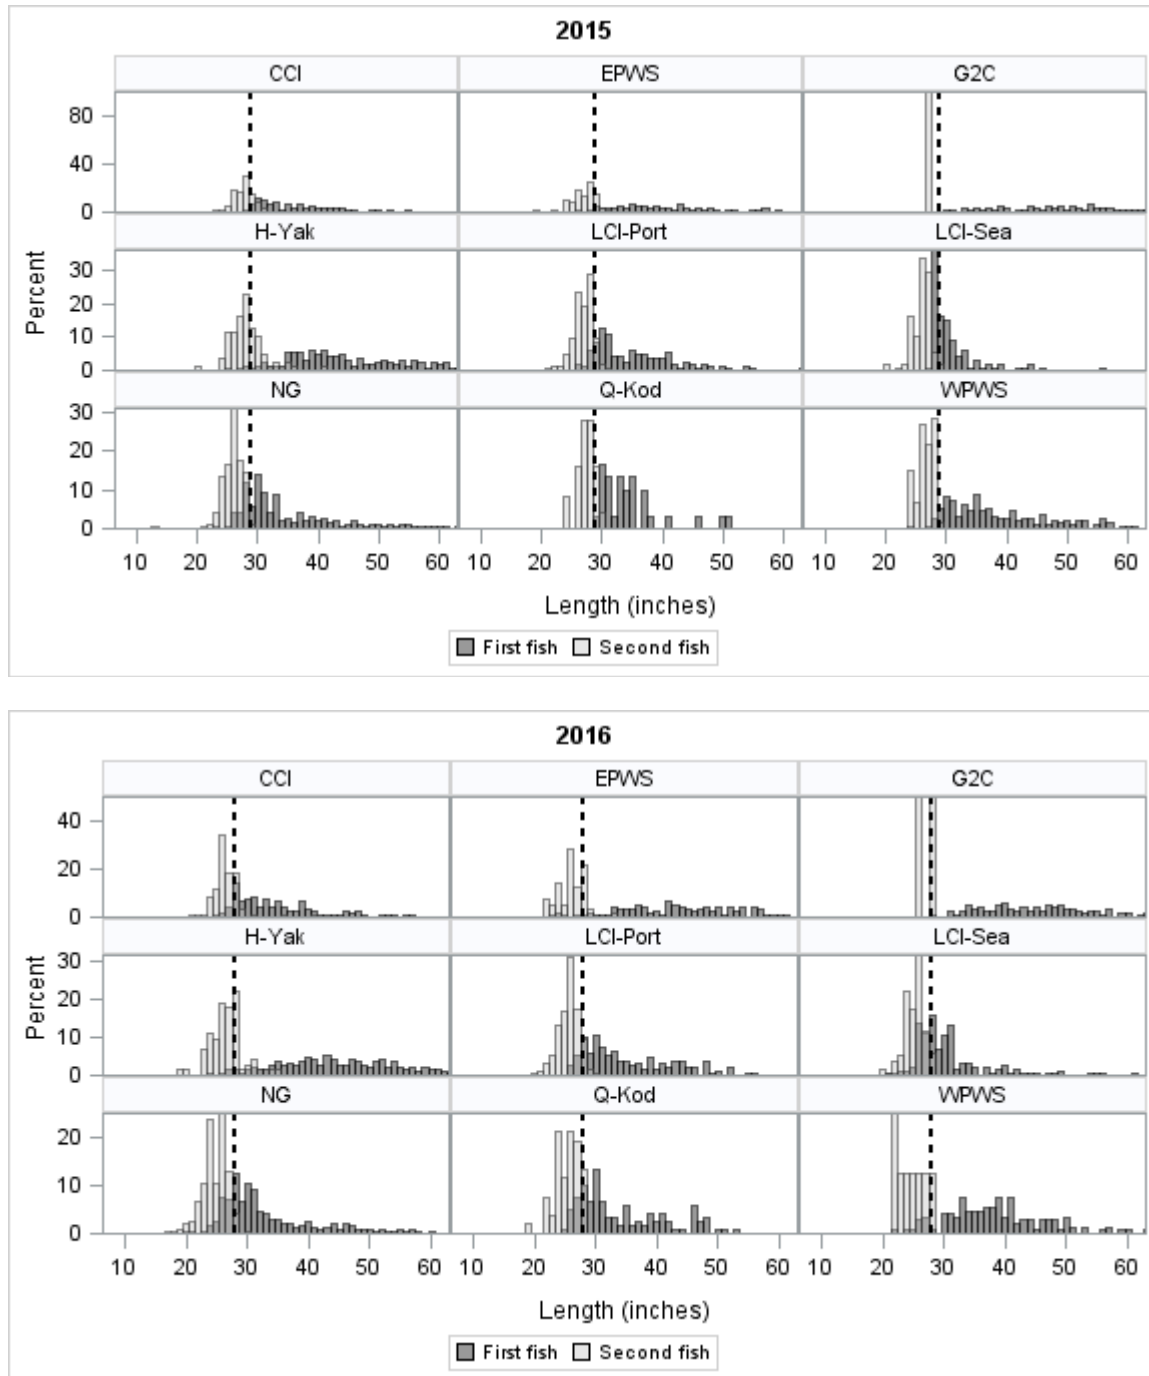 2015
CCI EPWS G2C
80
40
0
H-Yak LCI-Port LCI-Sea
Percent
30
20
10
0
NG Q-Kod WPWS
30
20
10
0
10 20 30 40 50 60 10 20 30 40 50 60 10 20 30 40 50 60
Length (inches)
First fish Second fish
2016
CCI EPWS G2C
40
20
0
H-Yak LCI-Port LCI-Sea
Percent
30
20
10
0
NG Q-Kod WPWS
20
10
0
10 20 30 40 50 60 10 20 30 40 50 60 10 20 30 40 50 60
Length (inches)
First fish Second fish